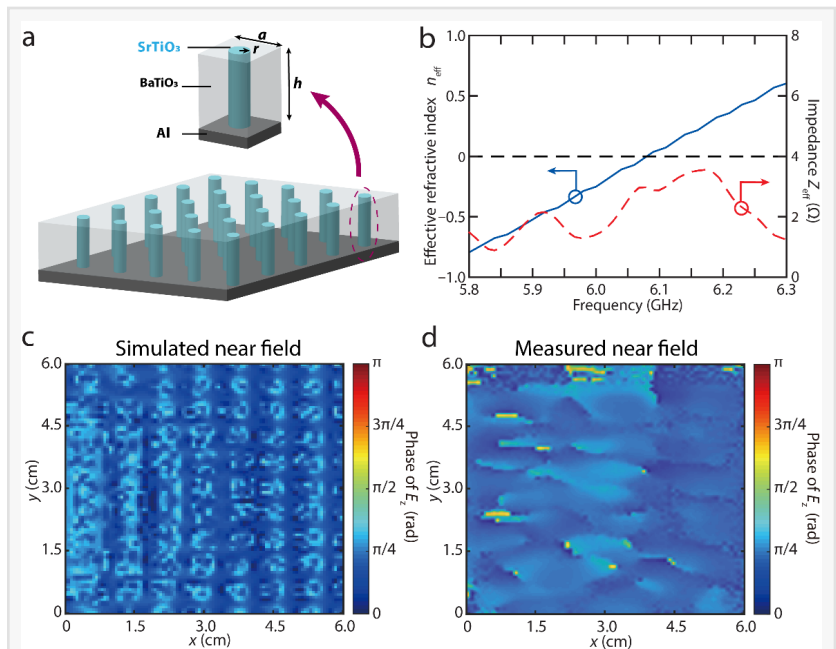 a
SrTiO₃
a
r
BaTiO₃
h
Al
b
Effective refractive index n_eff
1.0
0.5
0
−0.5
−1.0
5.8
5.9
6.0
6.1
6.2
6.3
Frequency (GHz)
8
6
4
2
0
Impedance Z_eff (Ω)
c
Simulated near field
6.0
4.5
3.0
1.5
0
y (cm)
0
1.5
3.0
4.5
6.0
x (cm)
π
3π/4
π/2
π/4
0
Phase of E_z (rad)
d
Measured near field
6.0
4.5
3.0
1.5
0
y (cm)
0
1.5
3.0
4.5
6.0
x (cm)
π
3π/4
π/2
π/4
0
Phase of E_z (rad)